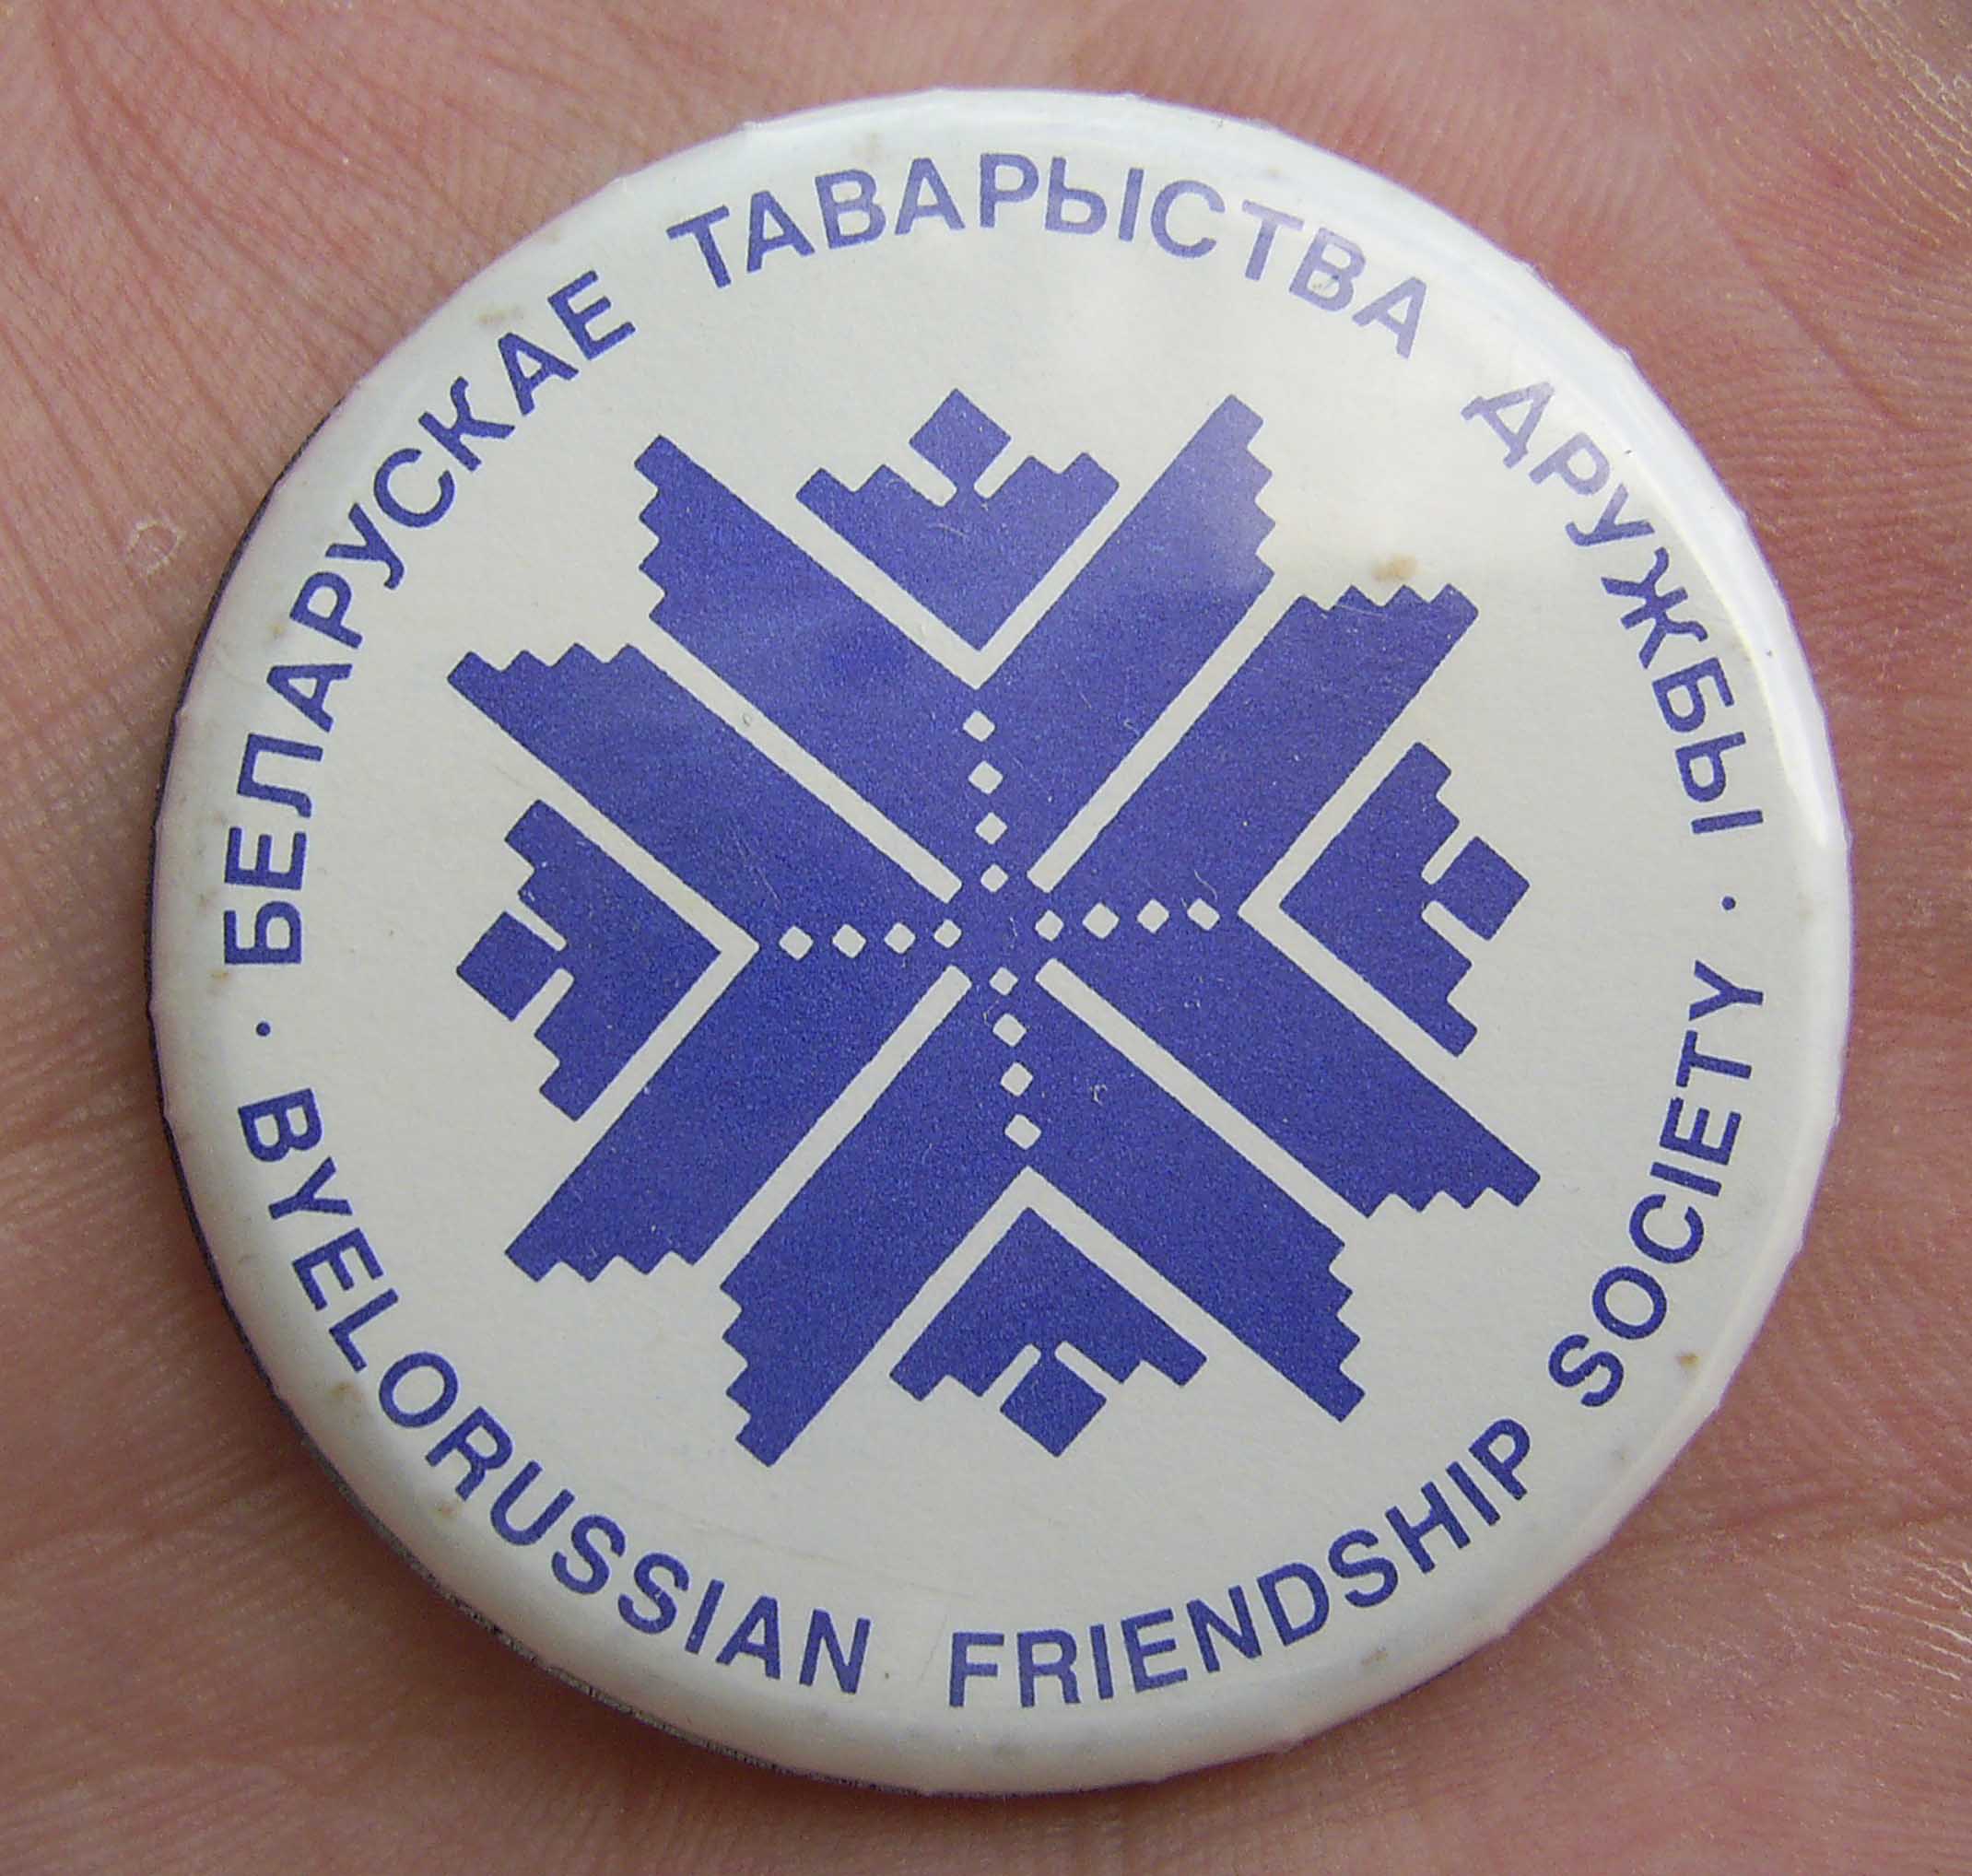 БЕЛАРУСКАЕ ТАВАРЫСТВА ДРУЖБЫ
· BYELORUSSIAN FRIENDSHIP SOCIETY ·